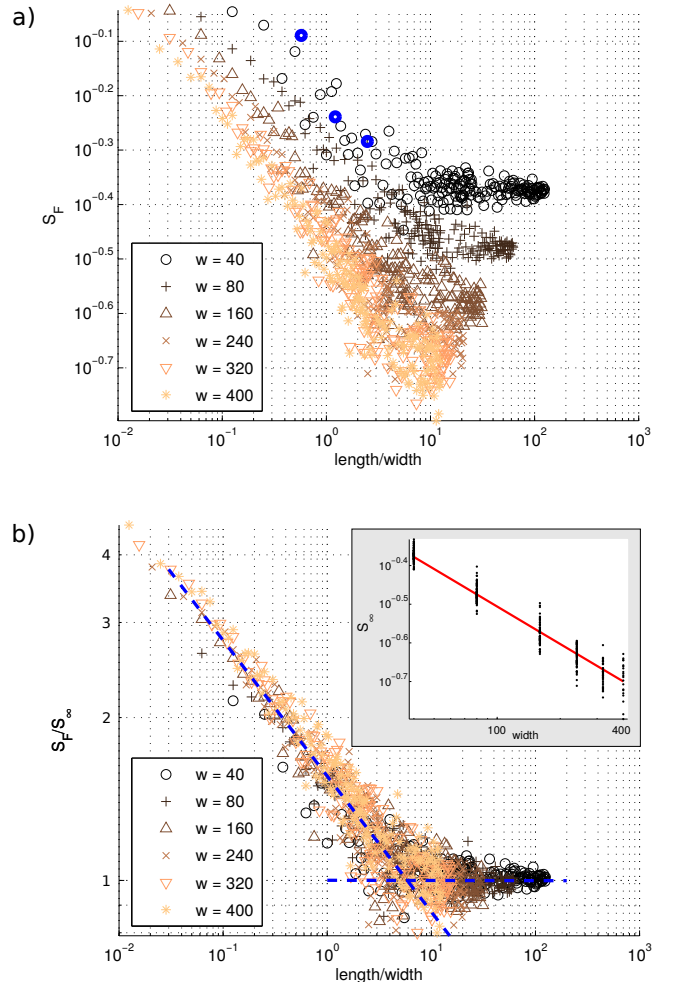 a)
10^−0.1
10^−0.2
10^−0.3
10^−0.4
10^−0.5
10^−0.6
10^−0.7
S_F
w = 40
w = 80
w = 160
w = 240
w = 320
w = 400
10^−2 10^−1 10^0 10^1 10^2 10^3
length/width
b)
4
3
2
1
S_F/S_∞
w = 40
w = 80
w = 160
w = 240
w = 320
w = 400
10^−2 10^−1 10^0 10^1 10^2 10^3
length/width
10^−0.4
10^−0.5
10^−0.6
10^−0.7
S_∞
100 400
width